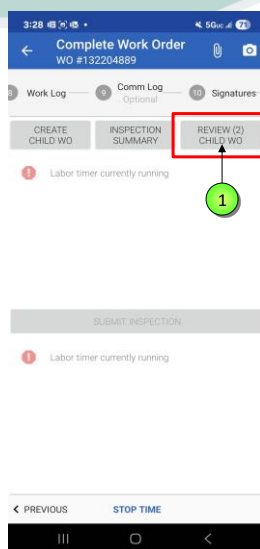 3:28
5G
Complete Work Order
WO #132204889
Work Log
9
Comm Log
Optional
10
Signatures
CREATE
CHILD WO
INSPECTION
SUMMARY
REVIEW (2)
CHILD WO
Labor timer currently running
1
SUBMIT INSPECTION
Labor timer currently running
PREVIOUS
STOP TIME